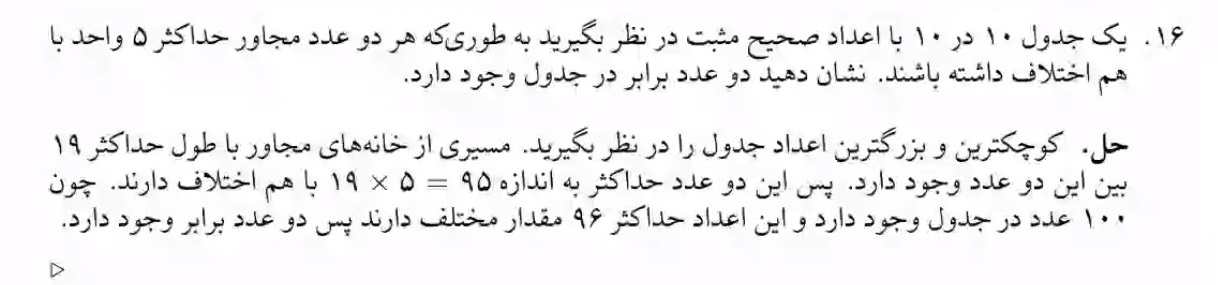 ۱۶. یک جدول ۱۰ در ۱۰ با اعداد صحیح مثبت در نظر بگیرید به طوری‌که هر دو عدد مجاور حداکثر ۵ واحد با
هم اختلاف داشته باشند. نشان دهید دو عدد برابر در جدول وجود دارد.
حل. کوچکترین و بزرگترین اعداد جدول را در نظر بگیرید. مسیری از خانه‌های مجاور با طول حداکثر ۱۹
بین این دو عدد وجود دارد. پس این دو عدد حداکثر به اندازه ۹۵ = ۵ × ۱۹ با هم اختلاف دارند. چون
۱۰۰ عدد در جدول وجود دارد و این اعداد حداکثر ۹۶ مقدار مختلف دارند پس دو عدد برابر وجود دارد.
▷